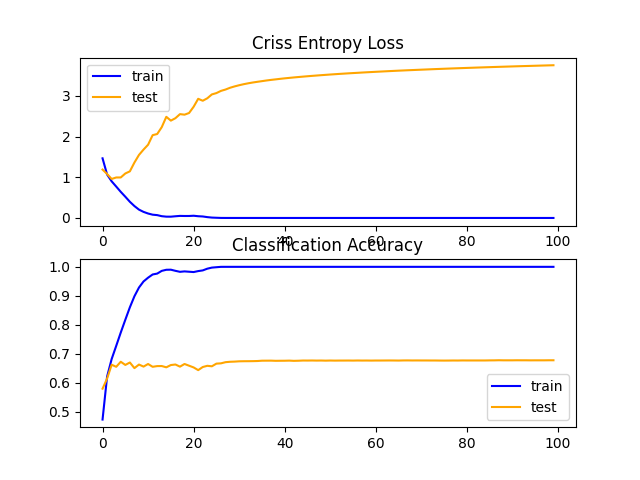 Criss Entropy Loss
train
test
3
2
1
0
0 20 40 60 80 100
Classification Accuracy
1.0
0.9
0.8
0.7
0.6
0.5
train
test
0 20 40 60 80 100